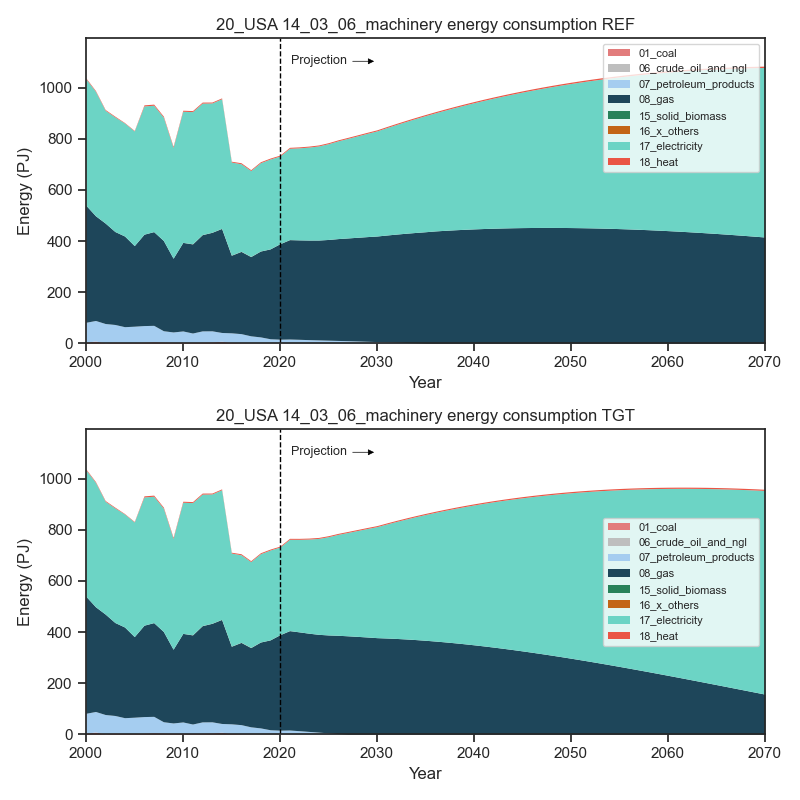 20_USA 14_03_06_machinery energy consumption REF
Projection
01_coal
06_crude_oil_and_ngl
07_petroleum_products
08_gas
15_solid_biomass
16_x_others
17_electricity
18_heat
Energy (PJ)
1000
800
600
400
200
0
2000 2010 2020 2030 2040 2050 2060 2070
Year
20_USA 14_03_06_machinery energy consumption TGT
Projection
01_coal
06_crude_oil_and_ngl
07_petroleum_products
08_gas
15_solid_biomass
16_x_others
17_electricity
18_heat
Energy (PJ)
1000
800
600
400
200
0
2000 2010 2020 2030 2040 2050 2060 2070
Year